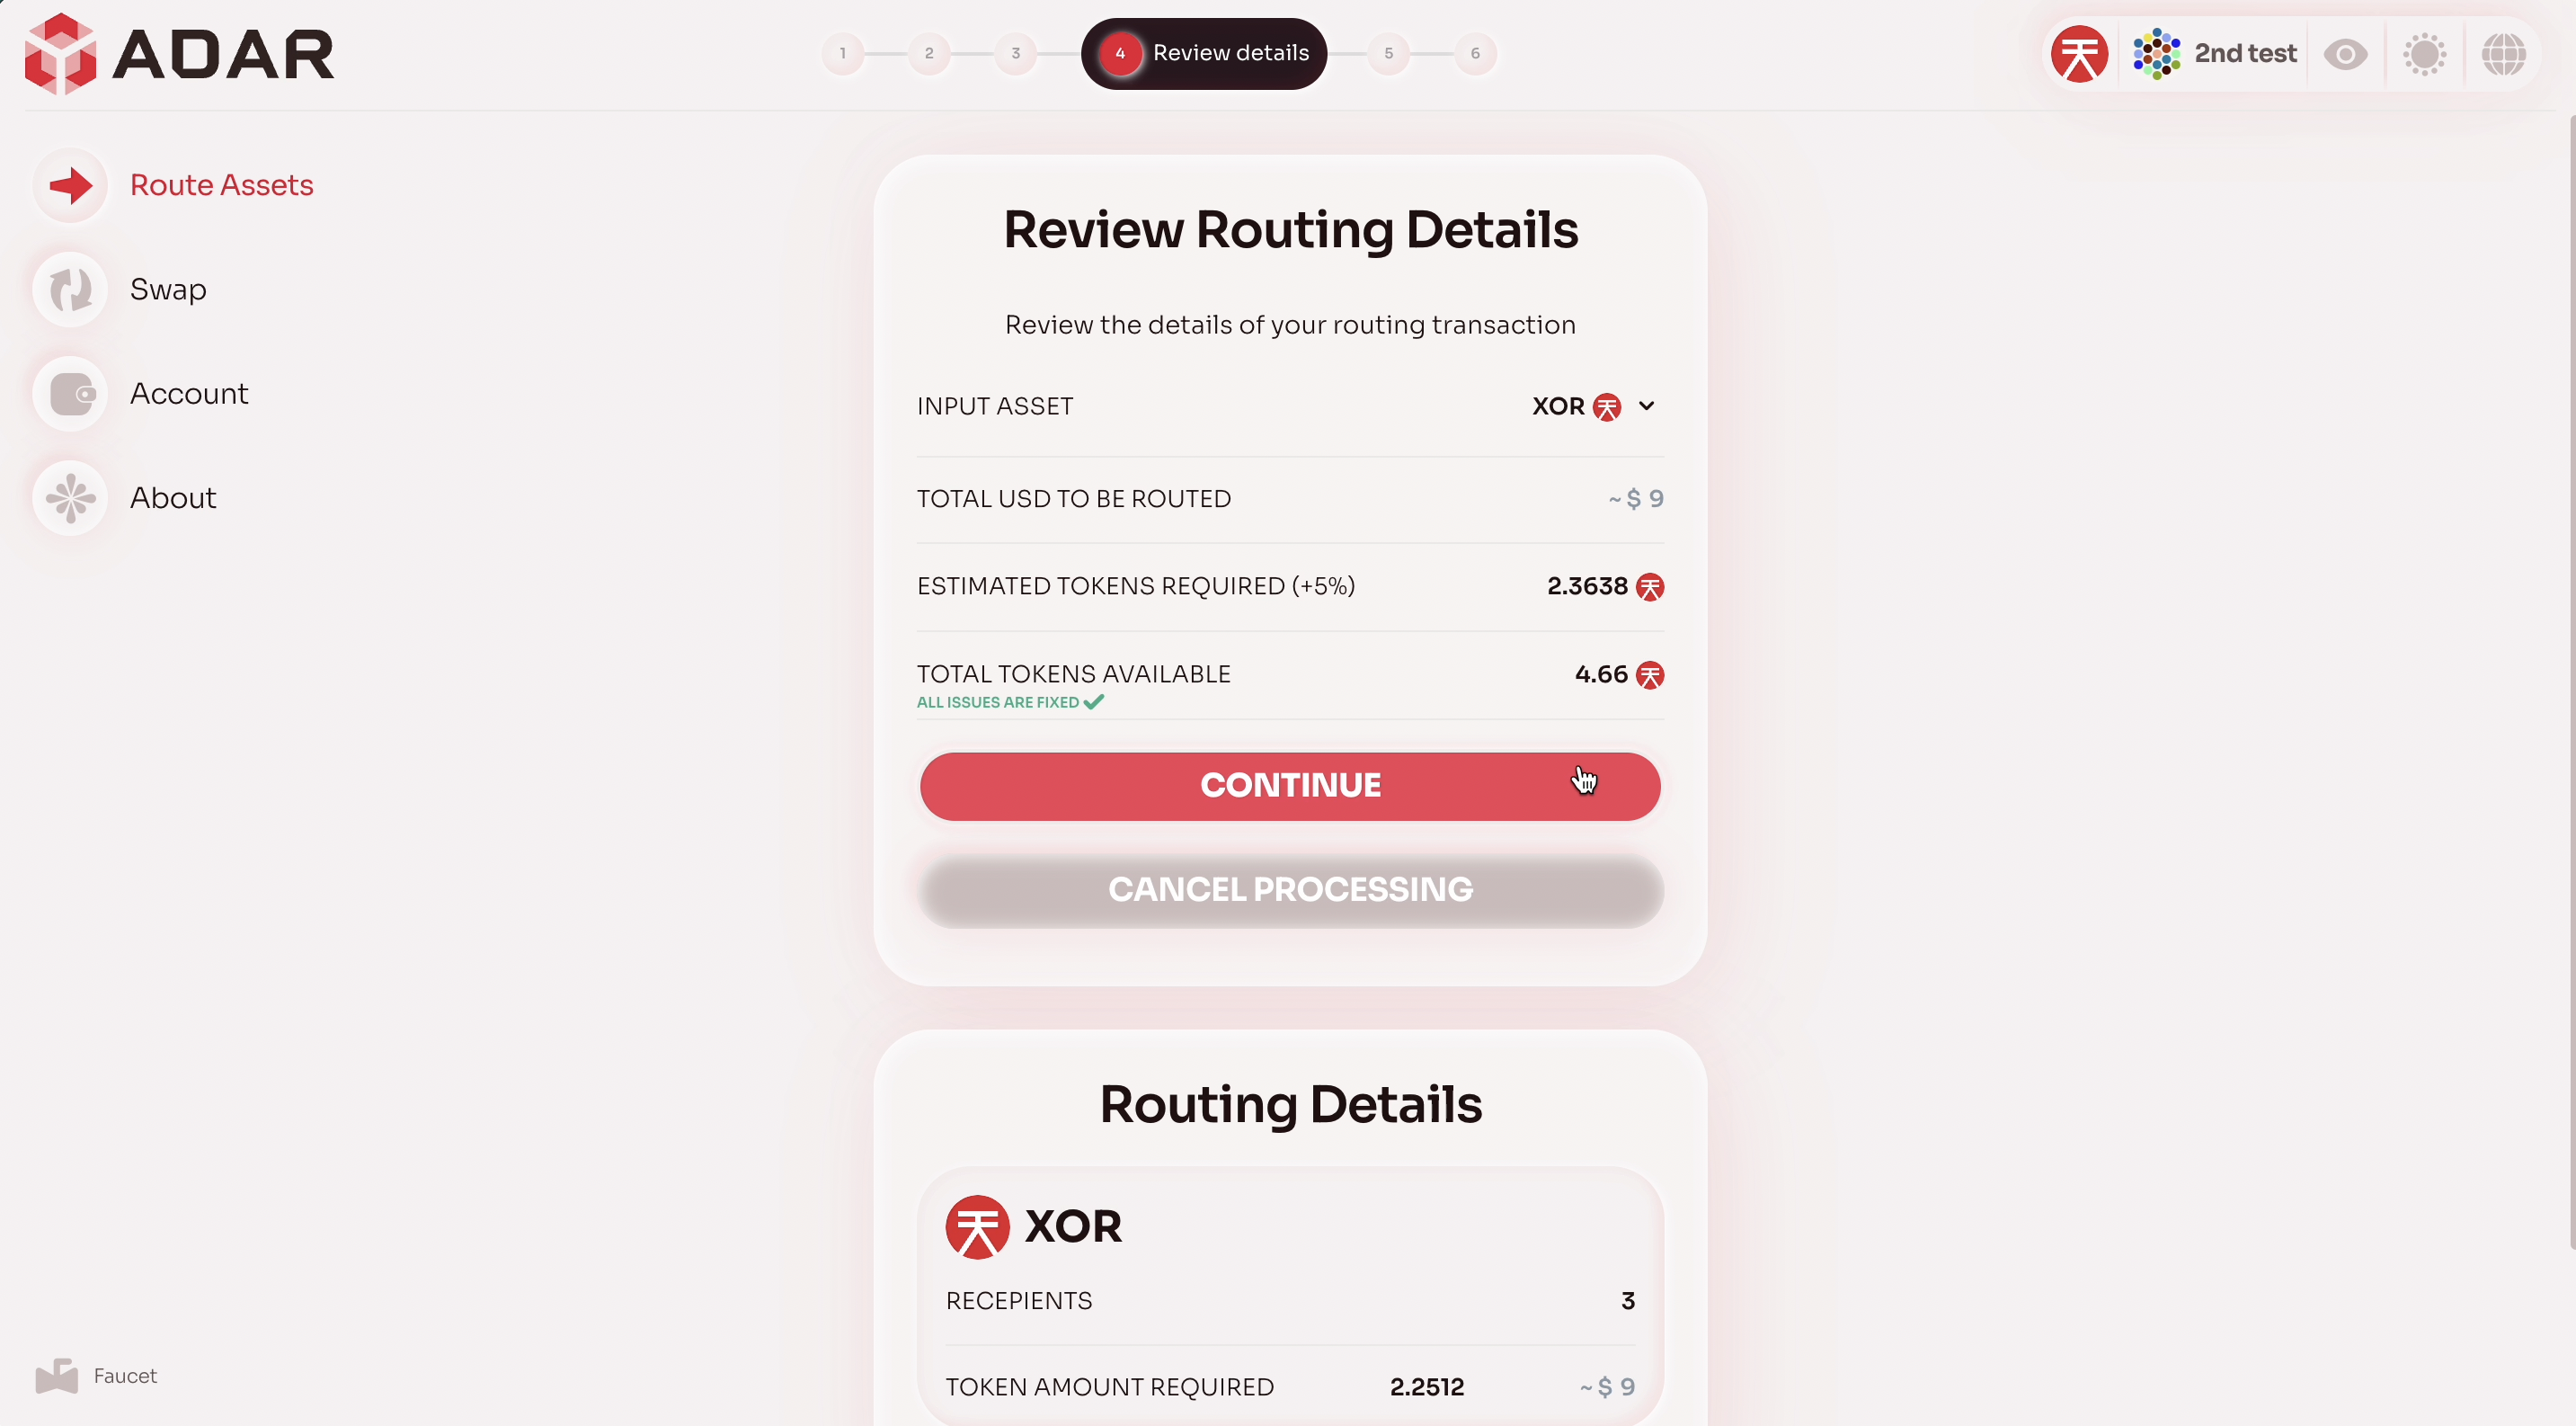 ADAR
1
2
3
4
Review details
5
6
2nd test
Route Assets
Swap
Account
About
Review Routing Details
Review the details of your routing transaction
INPUT ASSET XOR
TOTAL USD TO BE ROUTED ~ $ 9
ESTIMATED TOKENS REQUIRED (+5%) 2.3638
TOTAL TOKENS AVAILABLE 4.66
ALL ISSUES ARE FIXED
CONTINUE
CANCEL PROCESSING
Routing Details
XOR
RECEPIENTS 3
TOKEN AMOUNT REQUIRED 2.2512 ~ $ 9
Faucet